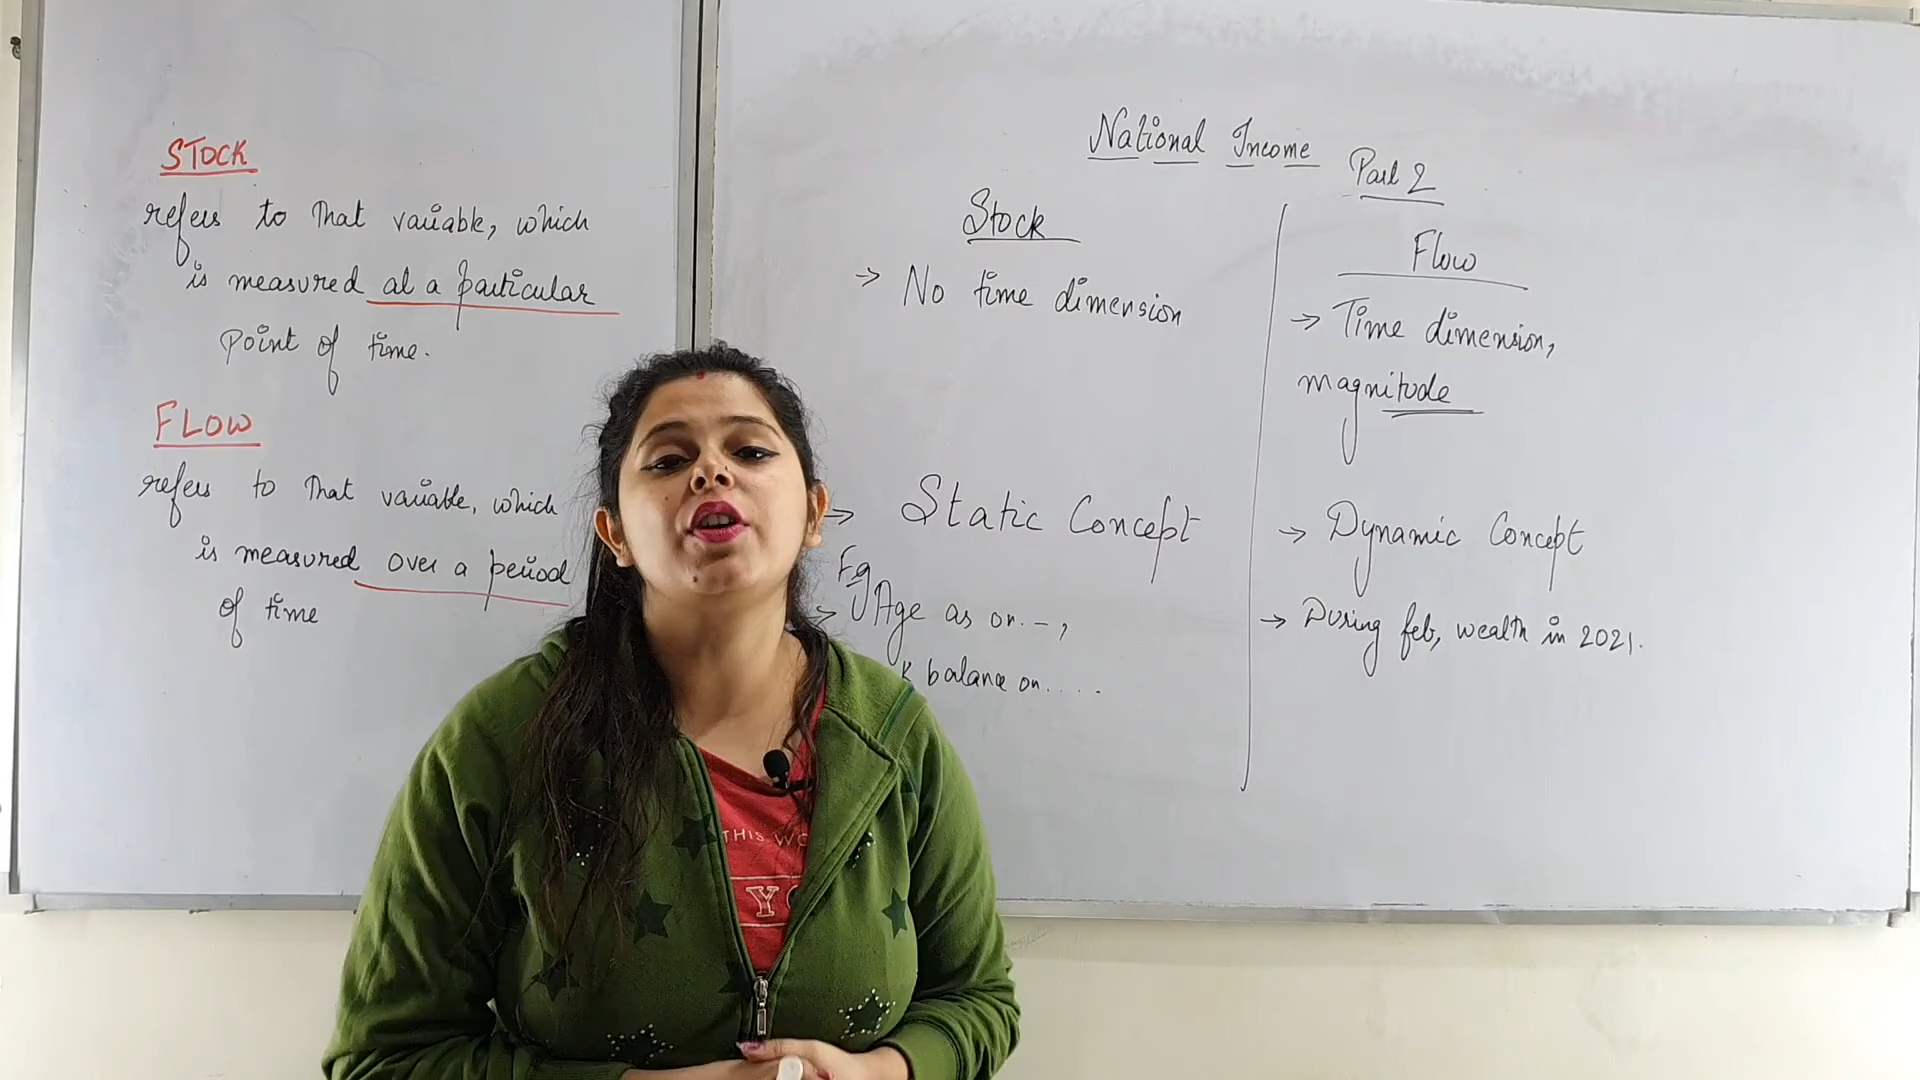 STOCK
refers to that variable, which
is measured at a particular
point of time.
FLOW
refers to that variable, which
is measured over a period
of time
National Income
Part 2
Stock
→ No time dimension
→ Static Concept
Eg
→ Age as on.-,
K balance on.....
Flow
→ Time dimension,
magnitude
→ Dynamic Concept
→ During feb, wealth in 2021.
THIS WO
Y